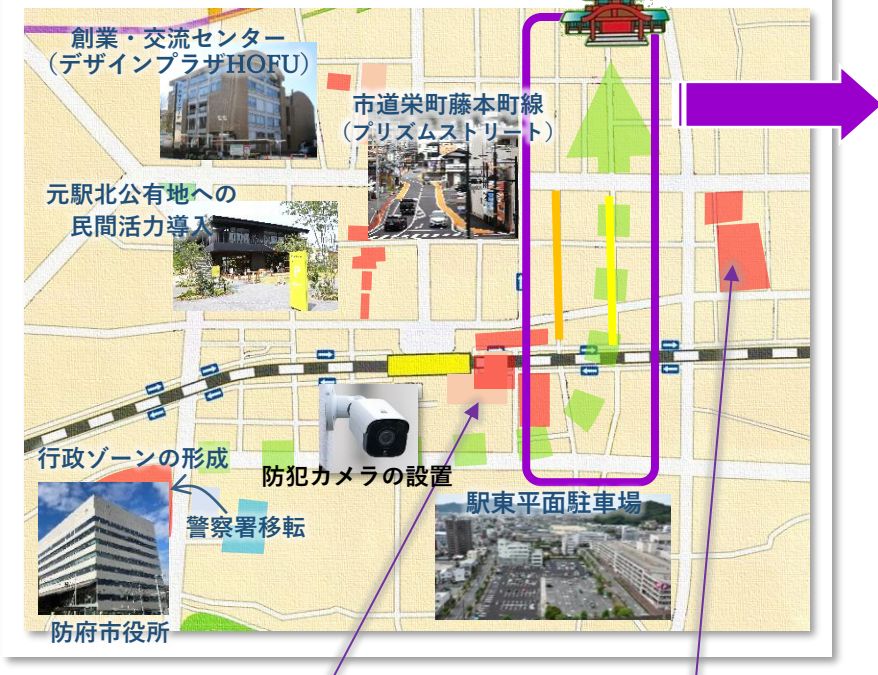 創業・交流センター
(デザインプラザHOFU)
市道栄町藤本町線
(プリズムストリート)
元駅北公有地への
民間活力導入
行政ゾーンの形成
防犯カメラの設置
警察署移転
駅東平面駐車場
防府市役所